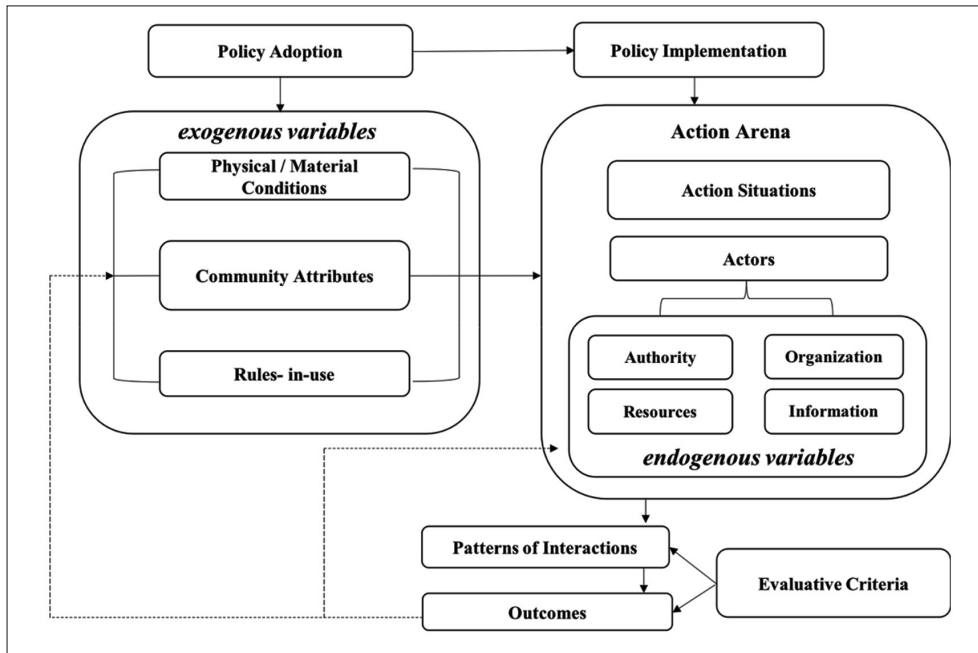 Policy Adoption
Policy Implementation
exogenous variables
Physical / Material
Conditions
Community Attributes
Rules- in-use
Action Arena
Action Situations
Actors
Authority
Organization
Resources
Information
endogenous variables
Patterns of Interactions
Outcomes
Evaluative Criteria